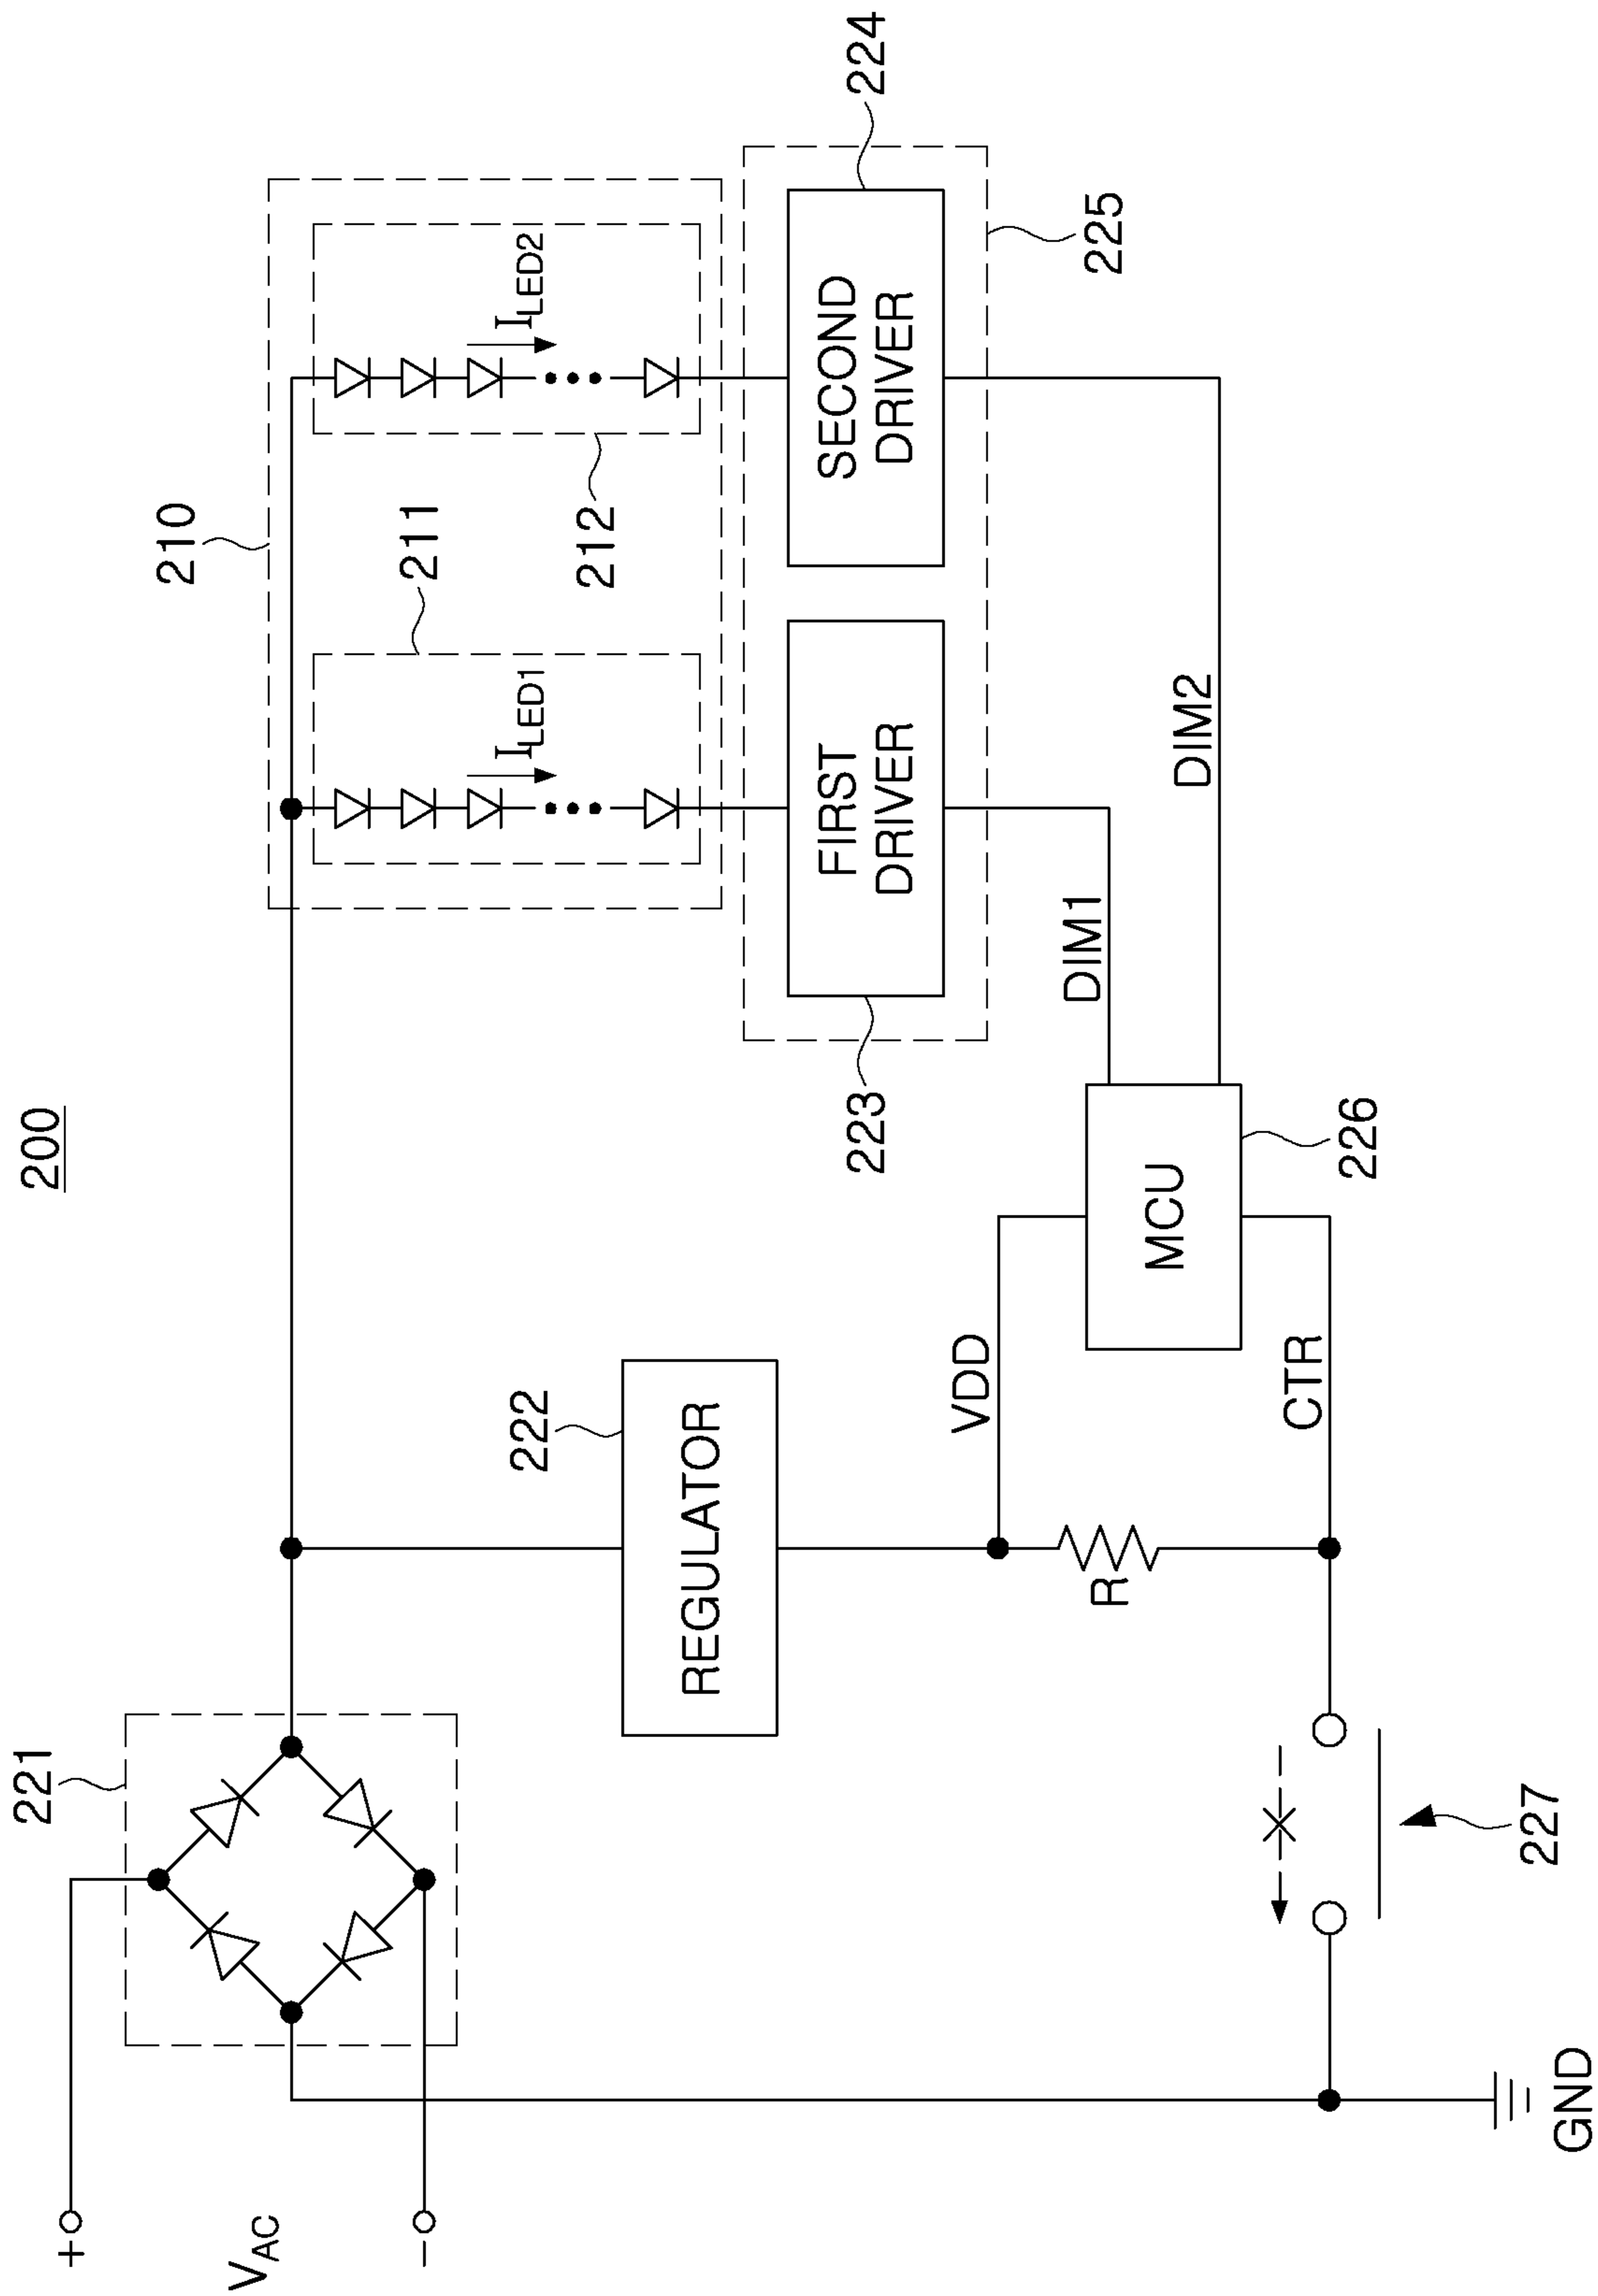 200
221
210
211
I_LED1
I_LED2
212
222
REGULATOR
FIRST
DRIVER
SECOND
DRIVER
224
223
225
+
V_AC
−
VDD
DIM1
DIM2
R
MCU
226
CTR
227
GND